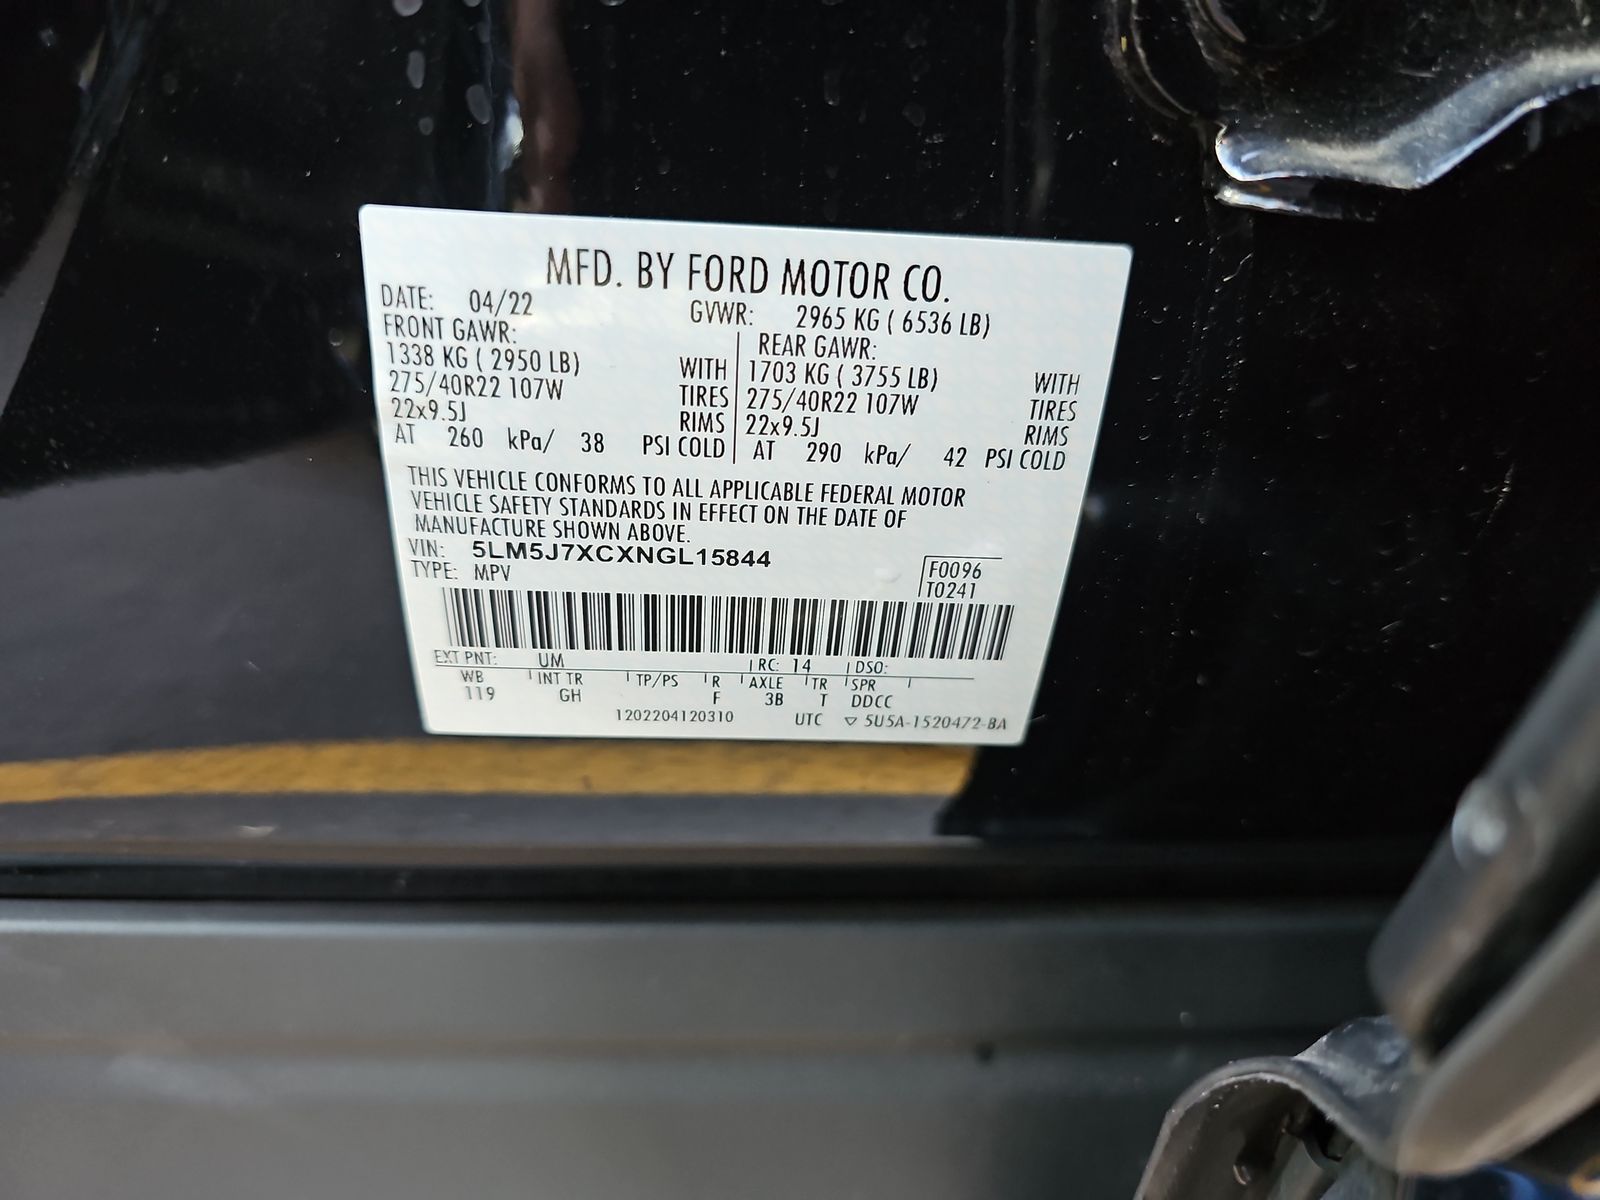 MFD. BY FORD MOTOR CO.
DATE: 04/22 GVWR: 2965 KG ( 6536 LB)
FRONT GAWR: REAR GAWR:
1338 KG ( 2950 LB) WITH 1703 KG ( 3755 LB) WITH
275/40R22 107W TIRES 275/40R22 107W TIRES
22x9.5J RIMS 22x9.5J RIMS
AT 260 kPa/ 38 PSI COLD AT 290 kPa/ 42 PSI COLD
THIS VEHICLE CONFORMS TO ALL APPLICABLE FEDERAL MOTOR
VEHICLE SAFETY STANDARDS IN EFFECT ON THE DATE OF
MANUFACTURE SHOWN ABOVE.
VIN: 5LM5J7XCXNGL15844
TYPE: MPV
F0096
T0241
EXT PNT: UM RC: 14 DSO:
WB INT TR TP/PS R AXLE TR SPR
119 GH F 3B T DDCC
1202204120310 UTC ▽ 5U5A-1520472-BA